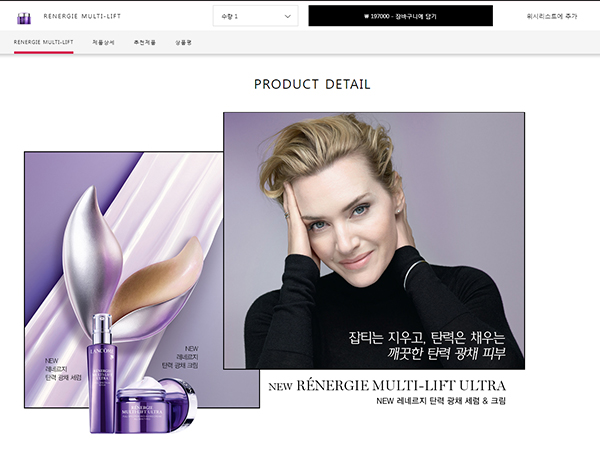 RENERGIE MULTI-LIFT
수량 1
₩ 197000 - 장바구니에 담기
위시리스트에 추가
RENERGIE MULTI-LIFT
제품상세
추천제품
상품평
PRODUCT DETAIL
NEW
레네르지
탄력 광채 세럼
NEW
레네르지
탄력 광채 크림
LANCÔME
RÉNERGIE
MULTI-LIFT
ULTRA
RÉNERGIE
MULTI-LIFT ULTRA
잡티는 지우고, 탄력은 채우는
깨끗한 탄력 광채 피부
NEW RÉNERGIE MULTI-LIFT ULTRA
NEW 레네르지 탄력 광채 세럼 & 크림